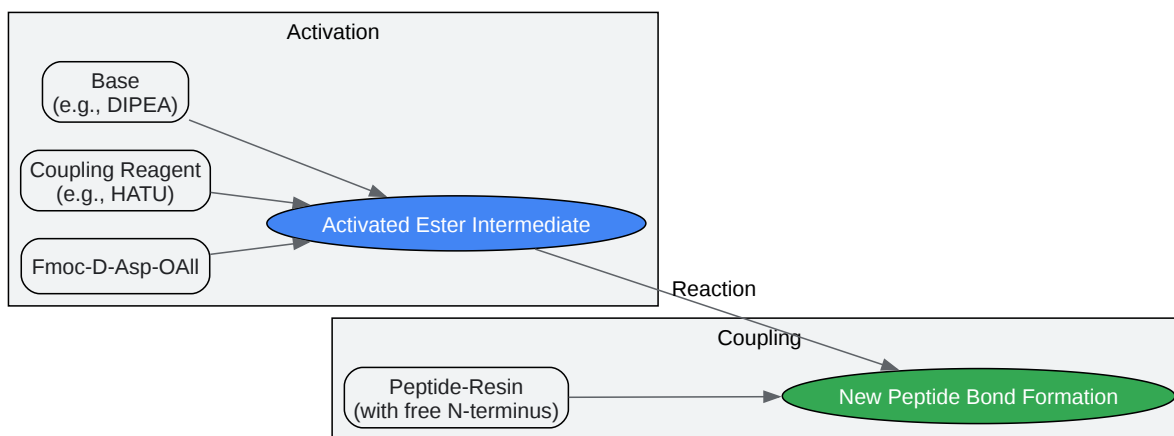 Activation
Base
(e.g., DIPEA)
Coupling Reagent
(e.g., HATU)
Activated Ester Intermediate
Fmoc-D-Asp-OAll
Reaction
Coupling
Peptide-Resin
(with free N-terminus)
New Peptide Bond Formation